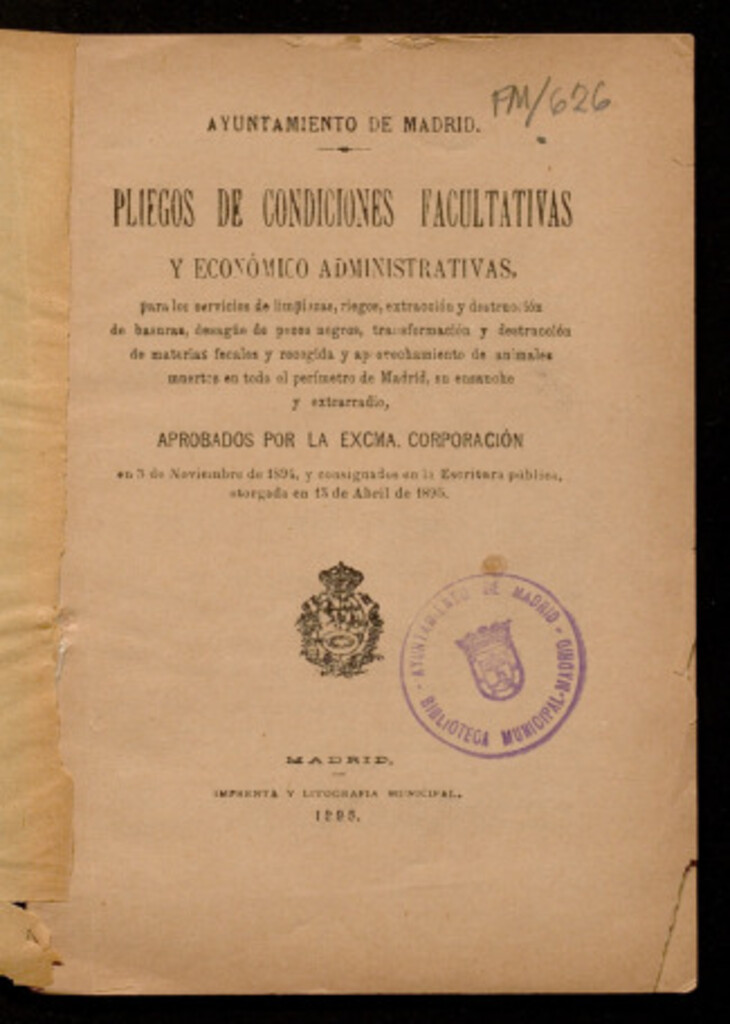 FM/626
AYUNTAMIENTO DE MADRID.
PLIEGOS DE CONDICIONES FACULTATIVAS
Y ECONÓMICO ADMINISTRATIVAS,
para los servicios de limpiezas, riegos, extracción y destrucción
de basuras, desagüe de pozos negros, transformación y destrucción
de materias fecales y recogida y aprovechamiento de animales
muertos en todo el perímetro de Madrid, su ensanche
y extrarradio,
APROBADOS POR LA EXCMA. CORPORACIÓN
en 3 de Noviembre de 1894, y consignados en la Escritura pública,
otorgada en 13 de Abril de 1895.
AYUNTAMIENTO DE MADRID
BIBLIOTECA MUNICIPAL-MADRID
MADRID,
IMPRENTA Y LITOGRAFIA MUNICIPAL.
1895.